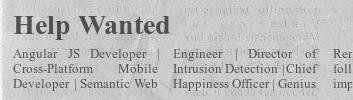 Help Wanted
Angular JS Developer |
Cross-Platform Mobile
Developer | Semantic Web
Engineer | Director of
Intrusion Detection | Chief
Happiness Officer | Genius